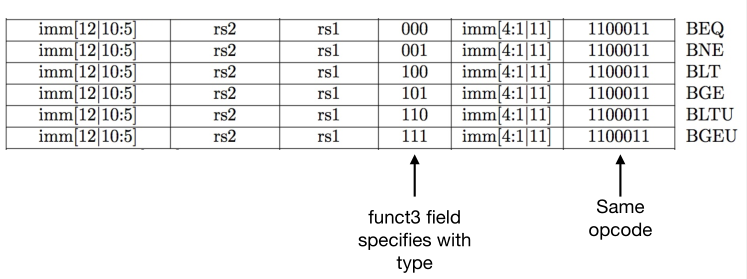 imm[12|10:5] rs2 rs1 000 imm[4:1|11] 1100011 BEQ
imm[12|10:5] rs2 rs1 001 imm[4:1|11] 1100011 BNE
imm[12|10:5] rs2 rs1 100 imm[4:1|11] 1100011 BLT
imm[12|10:5] rs2 rs1 101 imm[4:1|11] 1100011 BGE
imm[12|10:5] rs2 rs1 110 imm[4:1|11] 1100011 BLTU
imm[12|10:5] rs2 rs1 111 imm[4:1|11] 1100011 BGEU
funct3 field
specifies with
type
Same
opcode